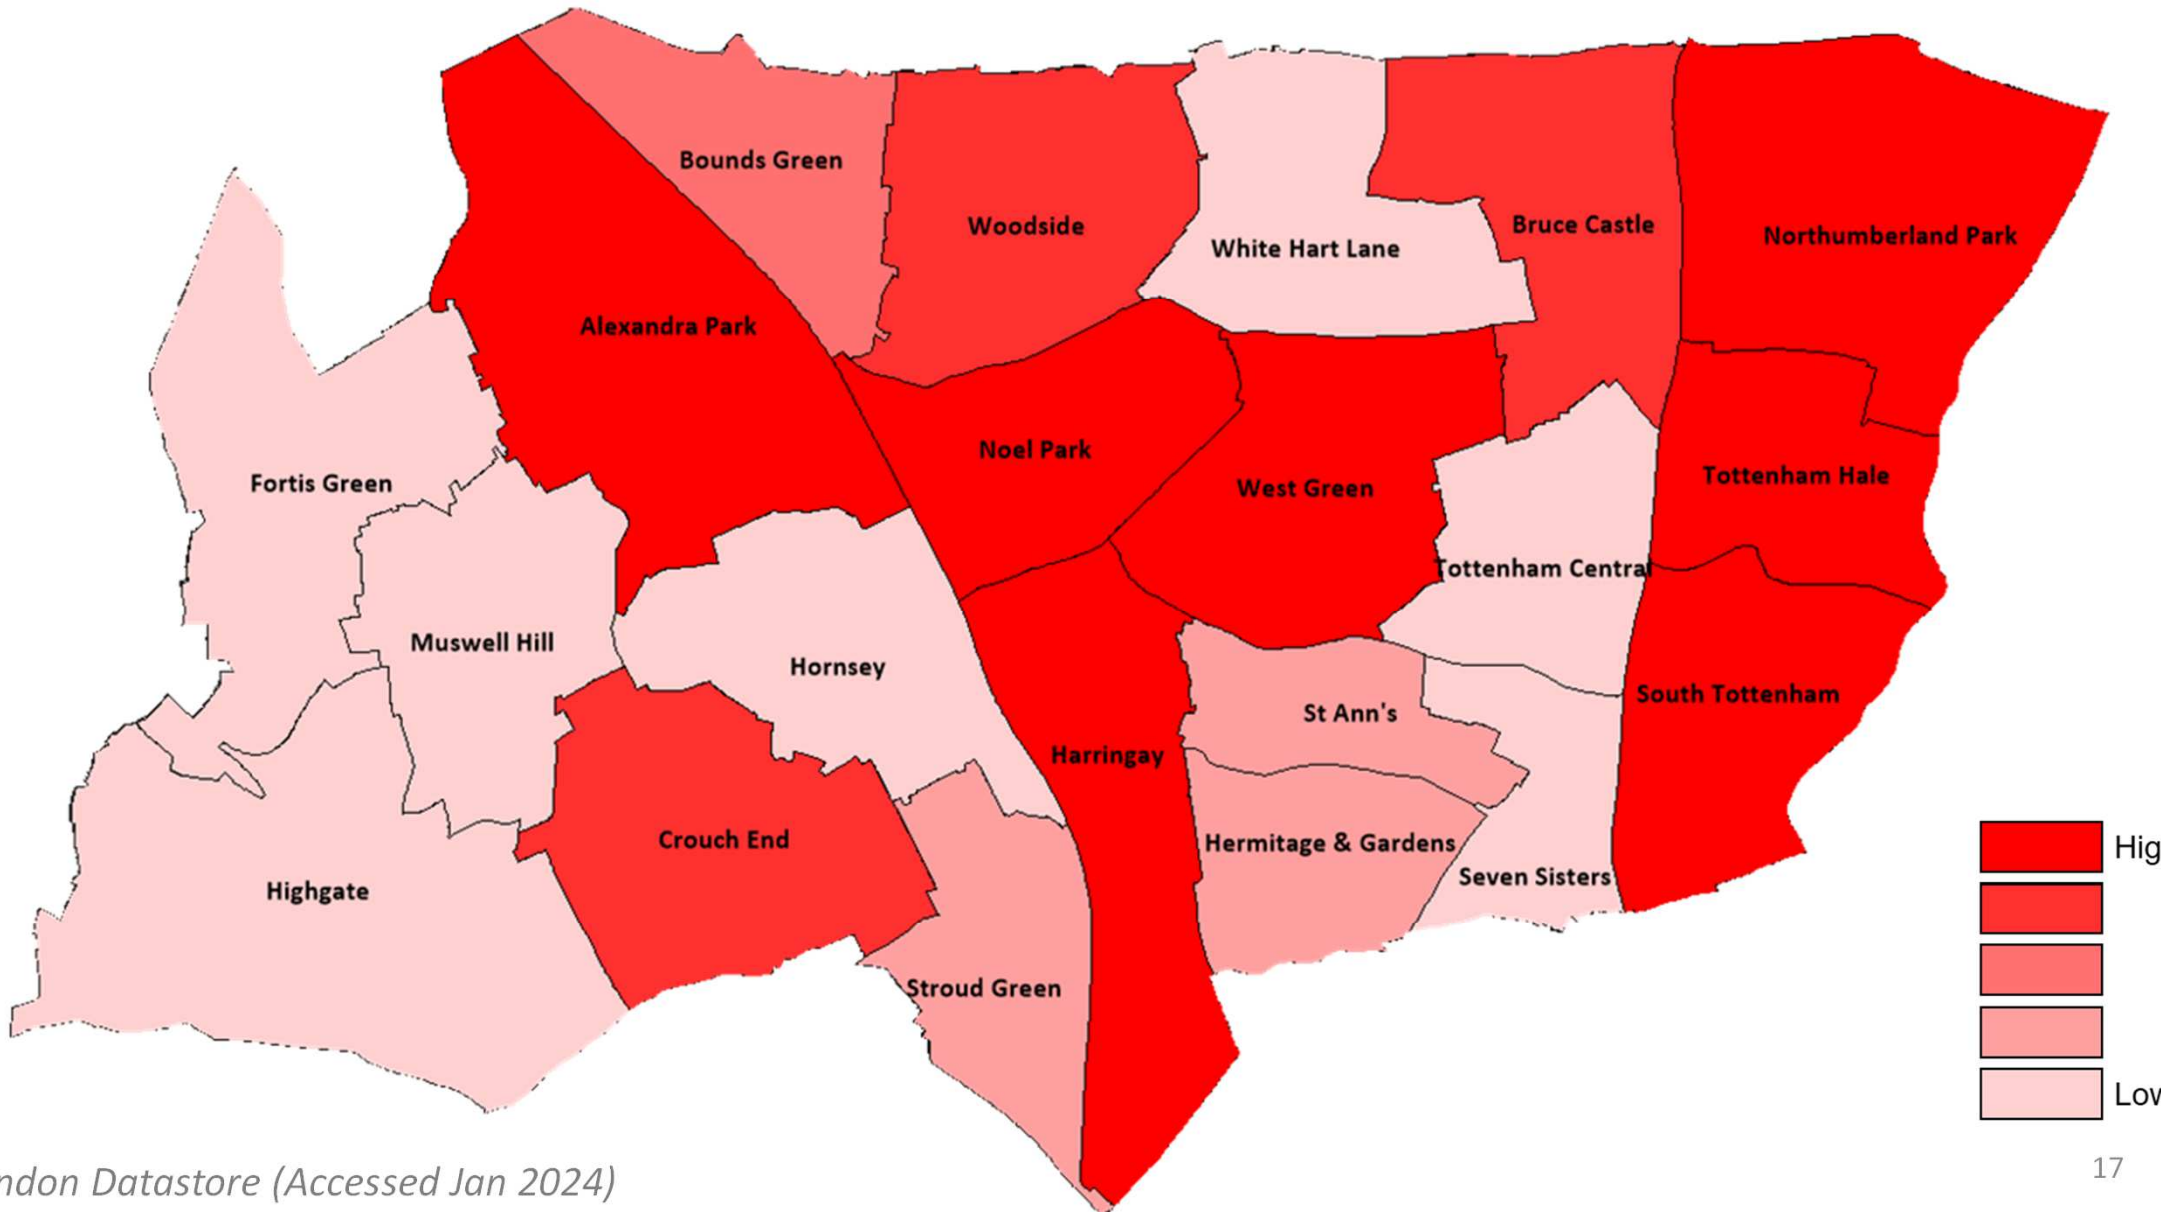 Bounds Green
Woodside
White Hart Lane
Bruce Castle
Northumberland Park
Alexandra Park
Noel Park
West Green
Tottenham Hale
Fortis Green
Tottenham Central
Muswell Hill
Hornsey
St Ann's
South Tottenham
Harringay
Crouch End
Hermitage & Gardens
Seven Sisters
Highgate
Stroud Green
Hig
Low
ndon Datastore (Accessed Jan 2024)
17